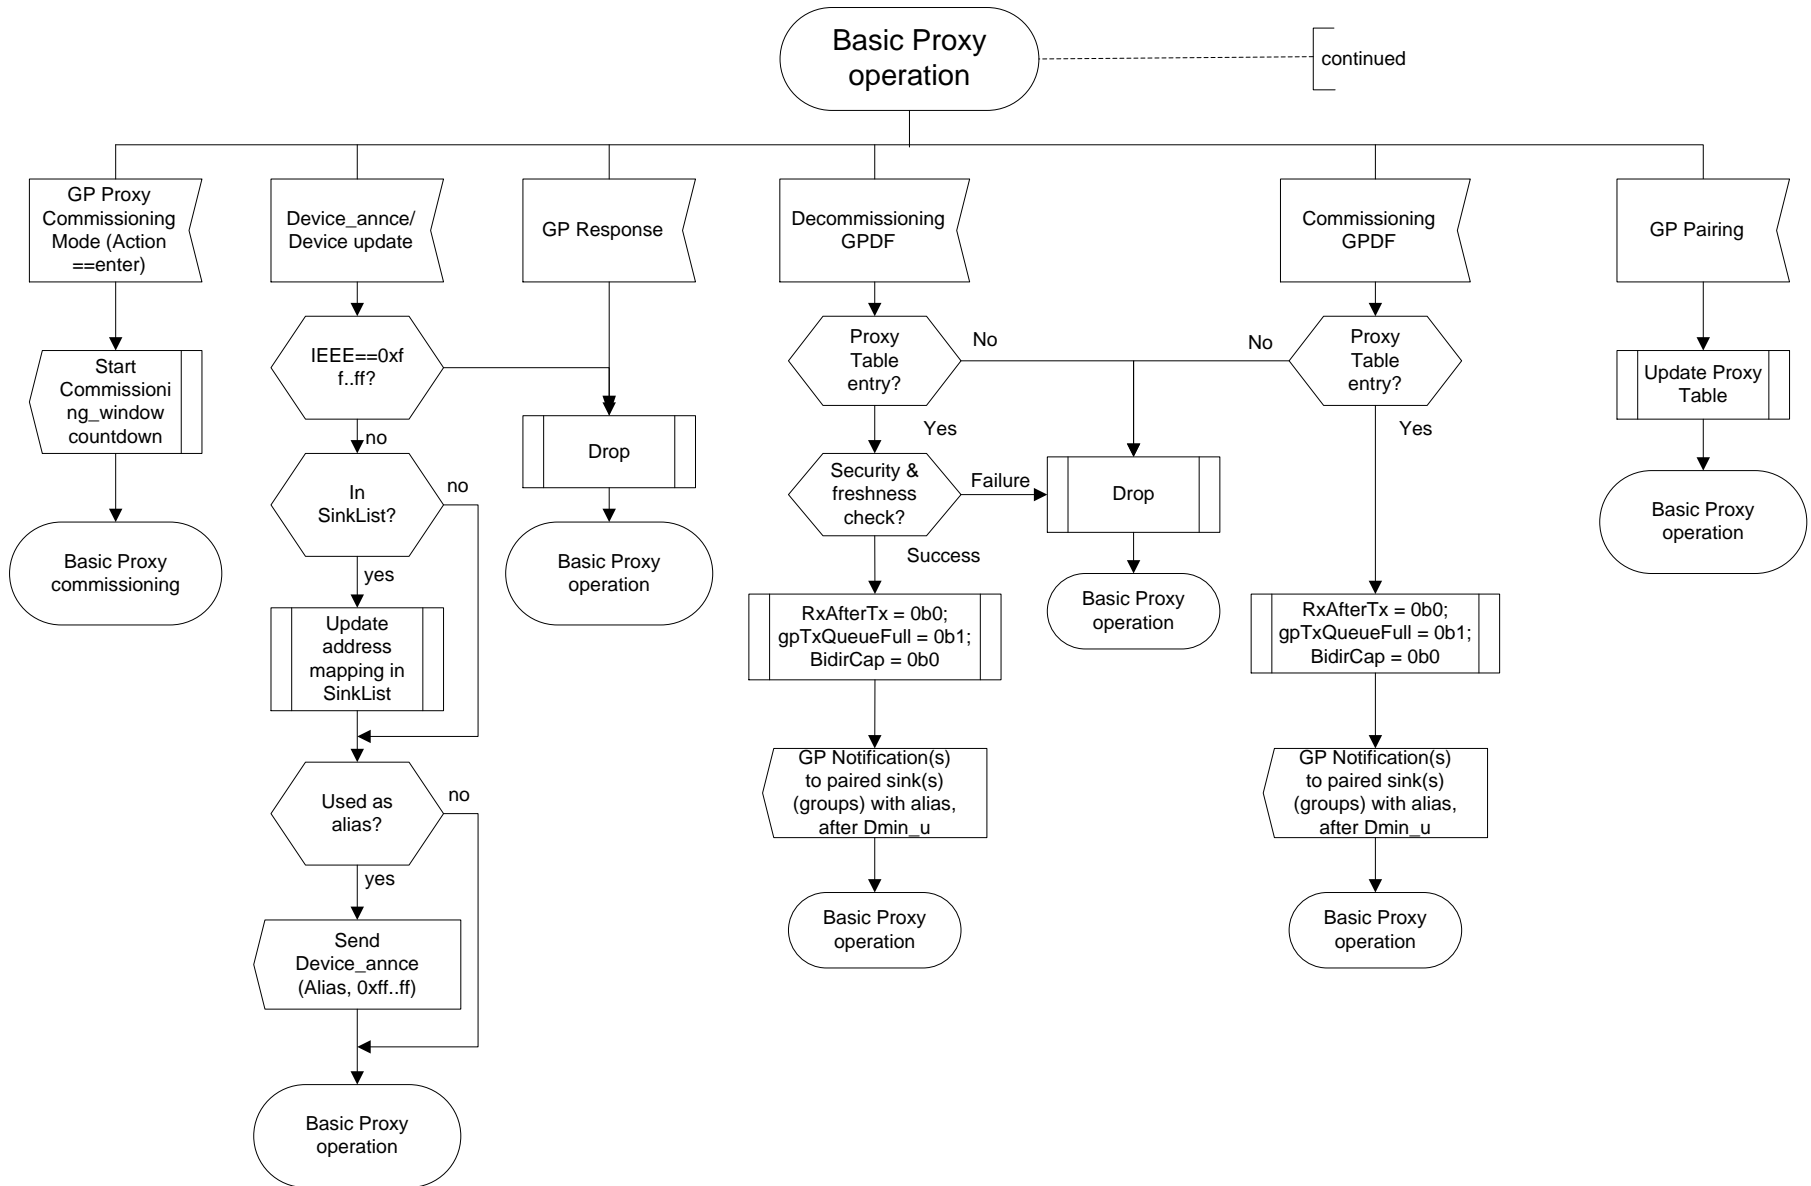 Basic Proxy
operation
continued
GP Proxy
Commissioning
Mode (Action
==enter)
Device_annce/
Device update
GP Response
Decommissioning
GPDF
Commissioning
GPDF
GP Pairing
Start
Commissioni
ng_window
countdown
Basic Proxy
commissioning
IEEE==0xf
f..ff?
no
In
SinkList?
no
yes
Update
address
mapping in
SinkList
Used as
alias?
no
yes
Send
Device_annce
(Alias, 0xff..ff)
Basic Proxy
operation
Drop
Basic Proxy
operation
Proxy
Table
entry?
No
Yes
Security &
freshness
check?
Failure
Success
RxAfterTx = 0b0;
gpTxQueueFull = 0b1;
BidirCap = 0b0
GP Notification(s)
to paired sink(s)
(groups) with alias,
after Dmin_u
Basic Proxy
operation
Drop
Basic Proxy
operation
No
Proxy
Table
entry?
Yes
RxAfterTx = 0b0;
gpTxQueueFull = 0b1;
BidirCap = 0b0
GP Notification(s)
to paired sink(s)
(groups) with alias,
after Dmin_u
Basic Proxy
operation
Update Proxy
Table
Basic Proxy
operation